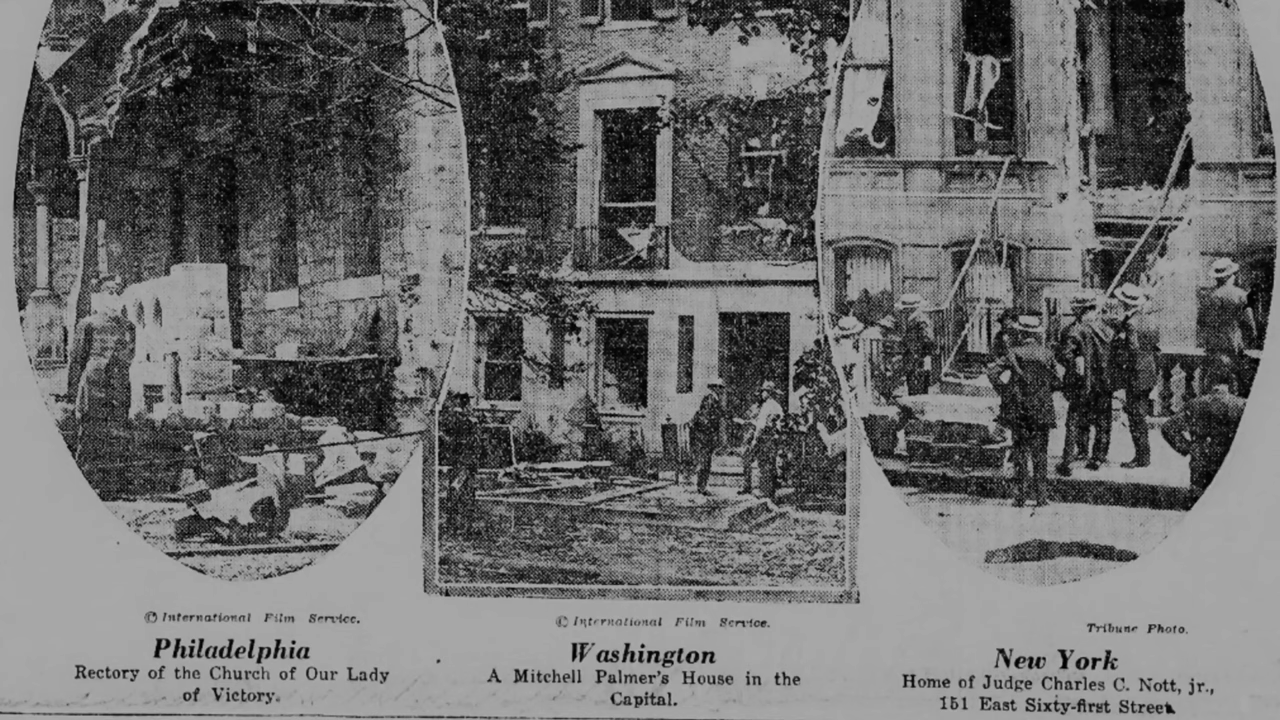 © International Film Service.
Philadelphia
Rectory of the Church of Our Lady
of Victory.
© International Film Service.
Washington
A Mitchell Palmer's House in the
Capital.
Tribune Photo.
New York
Home of Judge Charles C. Nott, jr.,
151 East Sixty-first Street.